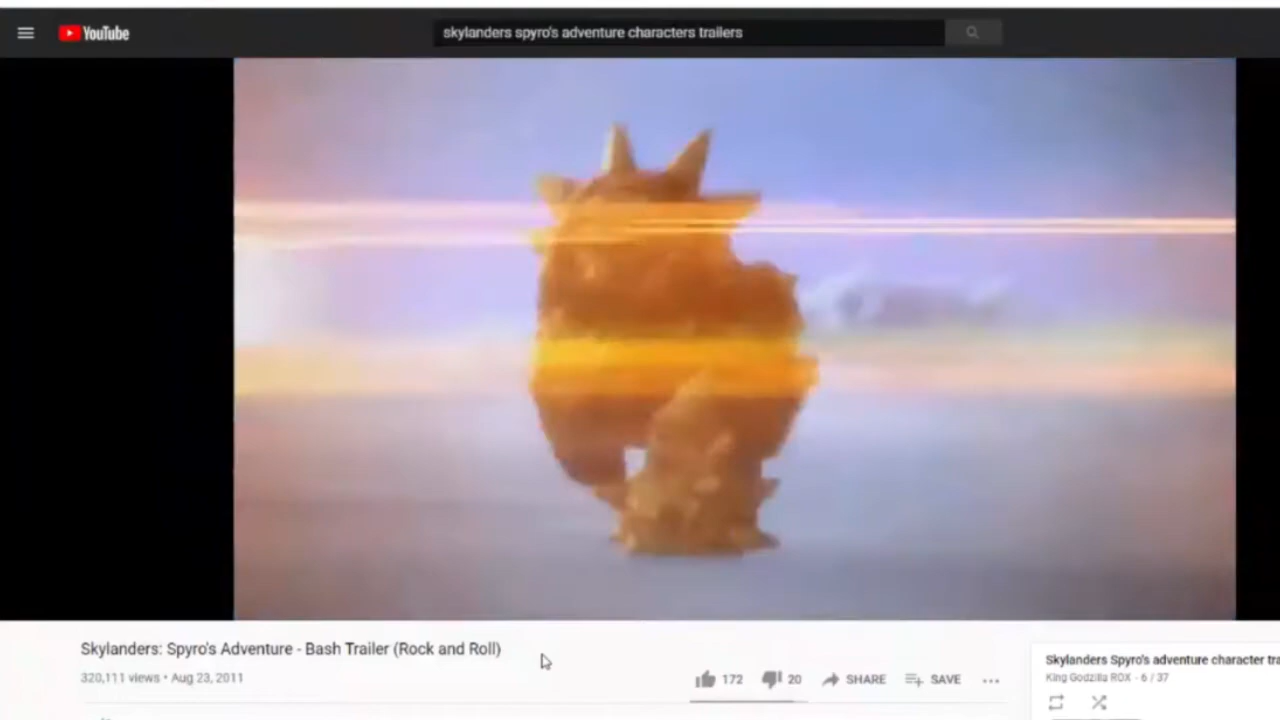 YouTube
skylanders spyro's adventure characters trailers
Skylanders: Spyro's Adventure - Bash Trailer (Rock and Roll)
320,111 views • Aug 23, 2011
172
20
SHARE
SAVE
Skylanders Spyro's adventure character tra
King Godzilla ROX - 6 / 37